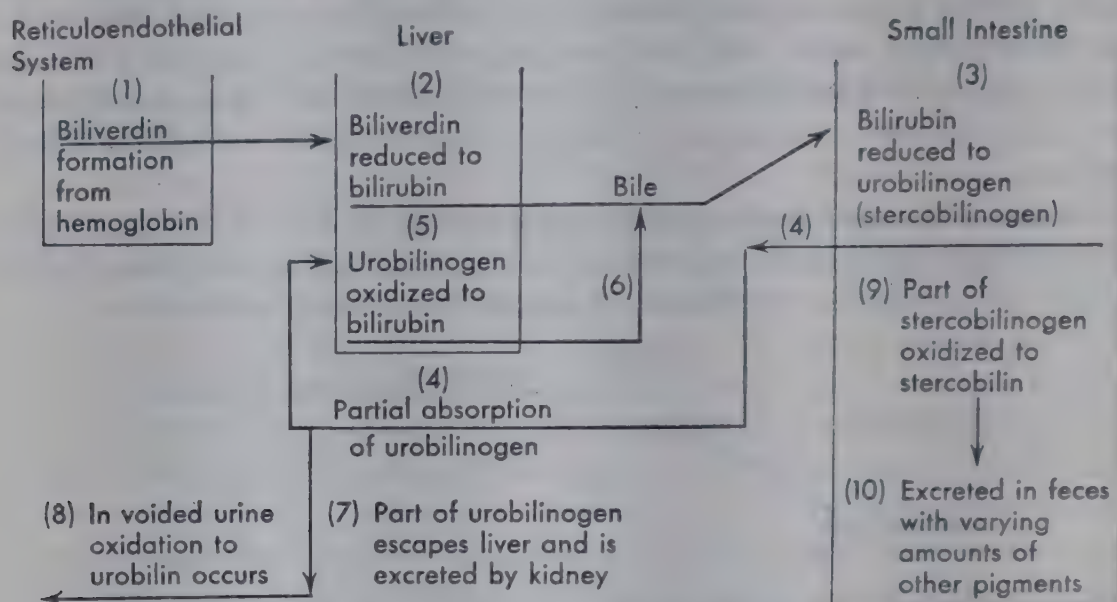 Reticuloendothelial
System
(1)
Biliverdin
formation
from
hemoglobin
Liver
(2)
Biliverdin
reduced to
bilirubin
(5)
Urobilinogen
oxidized to
bilirubin
Bile
(6)
Small Intestine
(3)
Bilirubin
reduced to
urobilinogen
(stercobilinogen)
(4)
(4)
Partial absorption
of urobilinogen
(7) Part of urobilinogen
escapes liver and is
excreted by kidney
(8) In voided urine
oxidation to
urobilin occurs
(9) Part of
stercobilinogen
oxidized to
stercobilin
(10) Excreted in feces
with varying
amounts of
other pigments